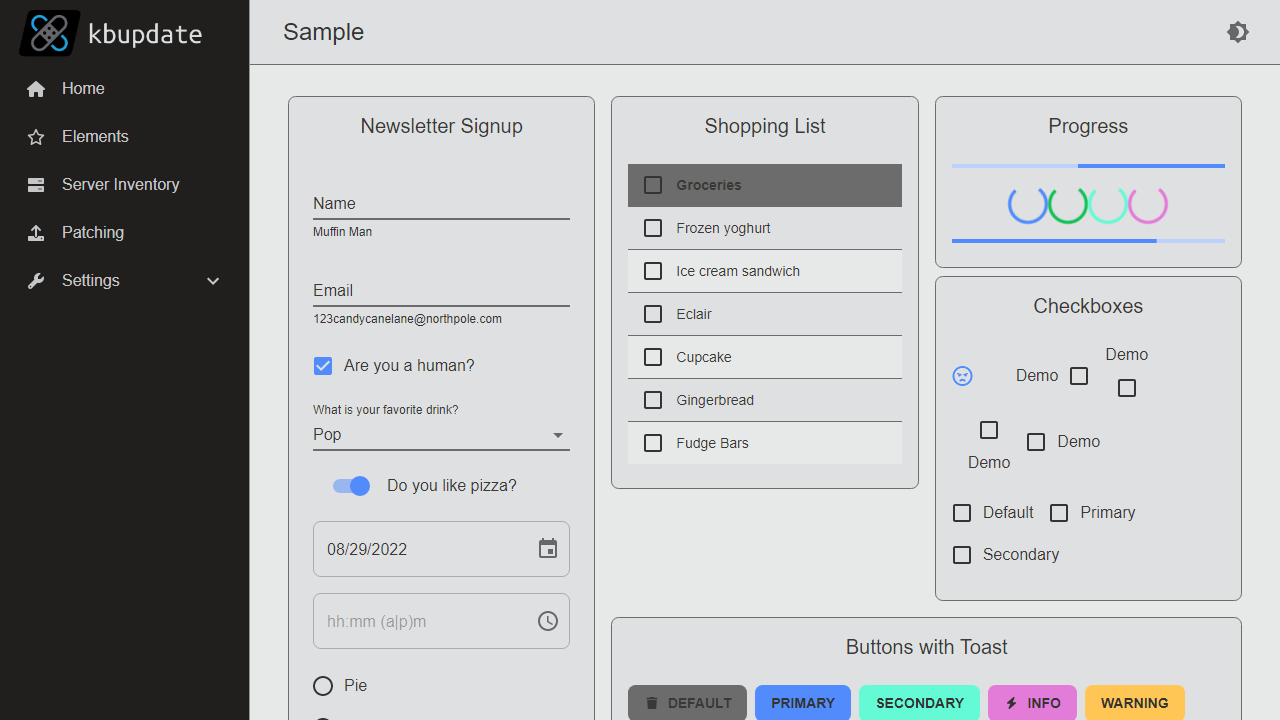 kbupdate
Home
Elements
Server Inventory
Patching
Settings
Sample
Newsletter Signup
Name
Muffin Man
Email
123candycanelane@northpole.com
Are you a human?
What is your favorite drink?
Pop
Do you like pizza?
08/29/2022
hh:mm (a|p)m
Pie
Shopping List
Groceries
Frozen yoghurt
Ice cream sandwich
Eclair
Cupcake
Gingerbread
Fudge Bars
Progress
Checkboxes
Demo
Demo
Demo
Demo
Default
Primary
Secondary
Buttons with Toast
DEFAULT
PRIMARY
SECONDARY
INFO
WARNING